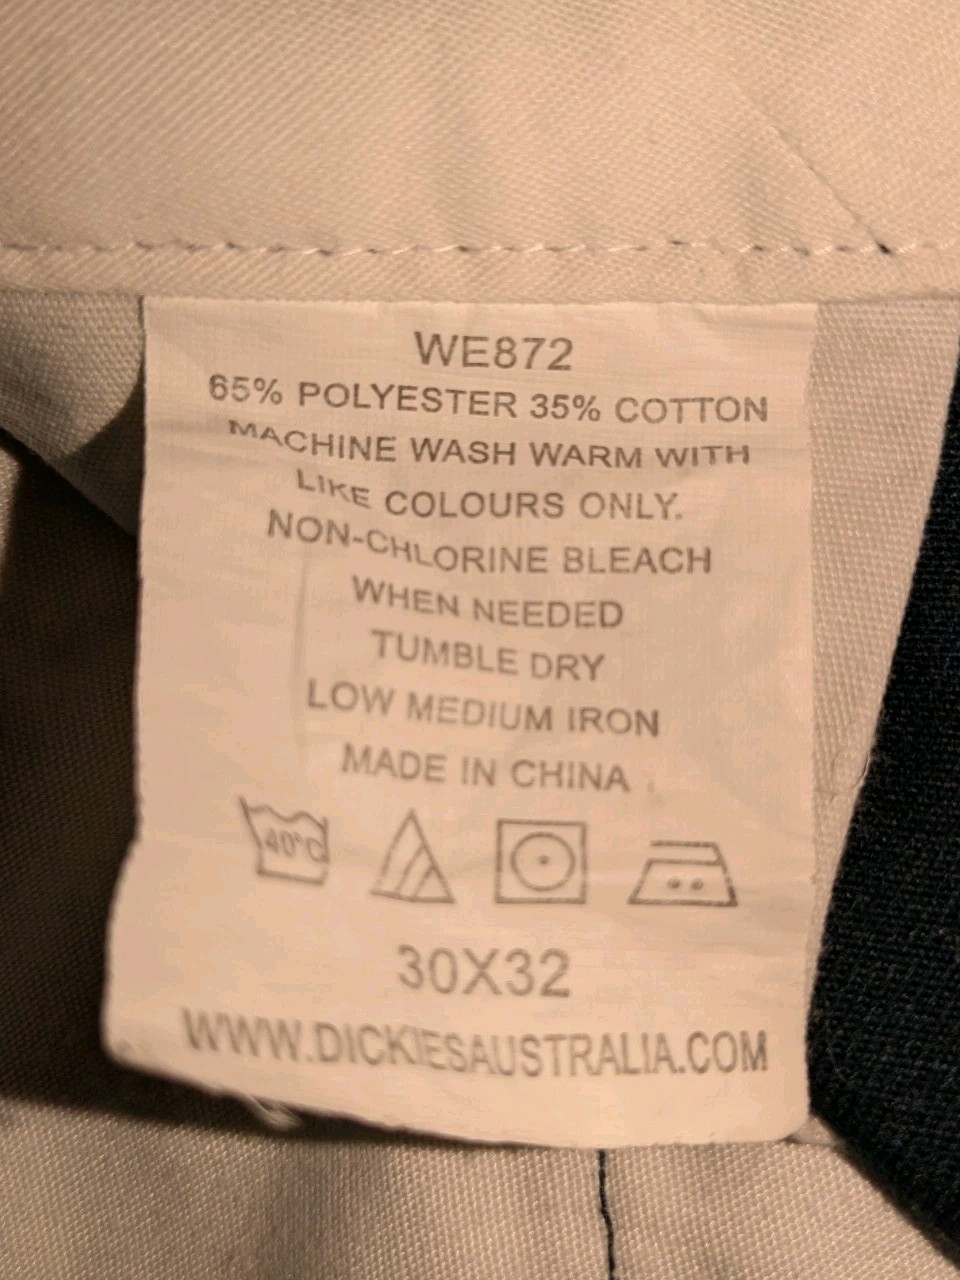 WE872
65% POLYESTER 35% COTTON
MACHINE WASH WARM WITH
LIKE COLOURS ONLY.
NON-CHLORINE BLEACH
WHEN NEEDED
TUMBLE DRY
LOW MEDIUM IRON
MADE IN CHINA
40°C
30X32
WWW.DICKIESAUSTRALIA.COM